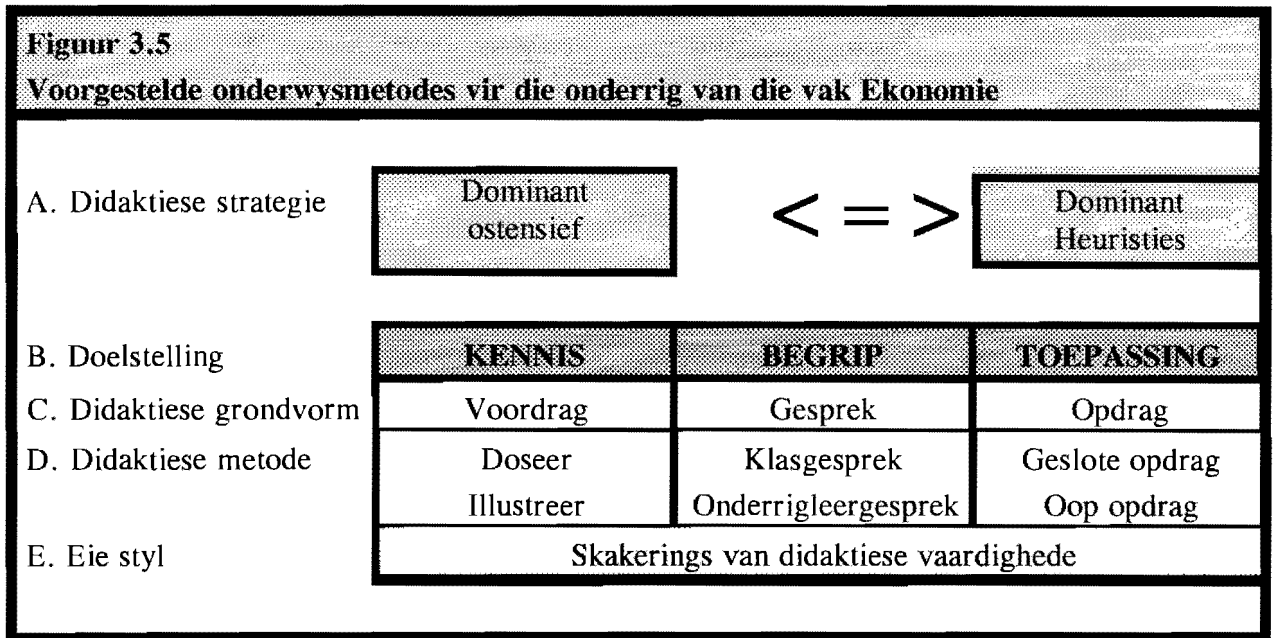 Figuur 3.5
Voorgestelde onderwysmetodes vir die onderrig van die vak Ekonomie
A. Didaktiese strategie
Dominant
ostensief
< = >
Dominant
Heuristies
B. Doelstelling KENNIS BEGRIP TOEPASSING
C. Didaktiese grondvorm Voordrag Gesprek Opdrag
D. Didaktiese metode Doseer Klasgesprek Geslote opdrag
Illustreer Onderrigleergesprek Oop opdrag
E. Eie styl Skakerings van didaktiese vaardighede